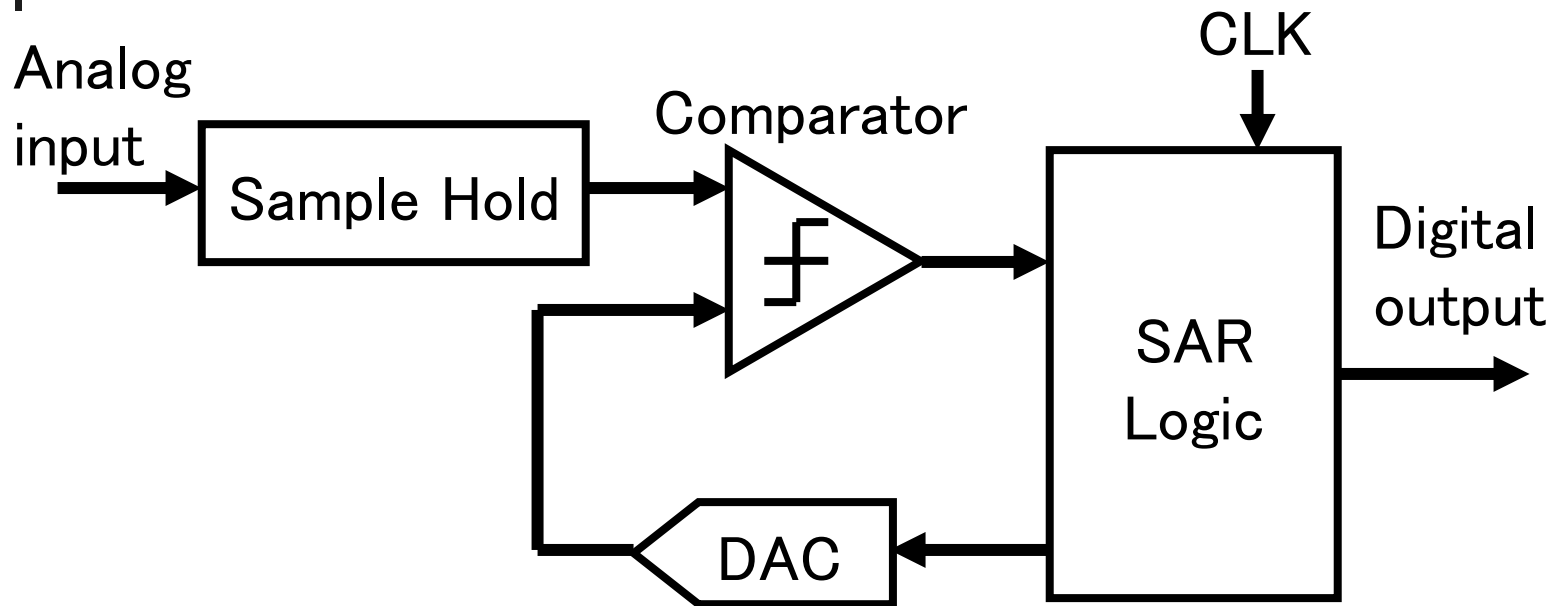 Analog
input
Sample Hold
Comparator
CLK
SAR
Logic
Digital
output
DAC